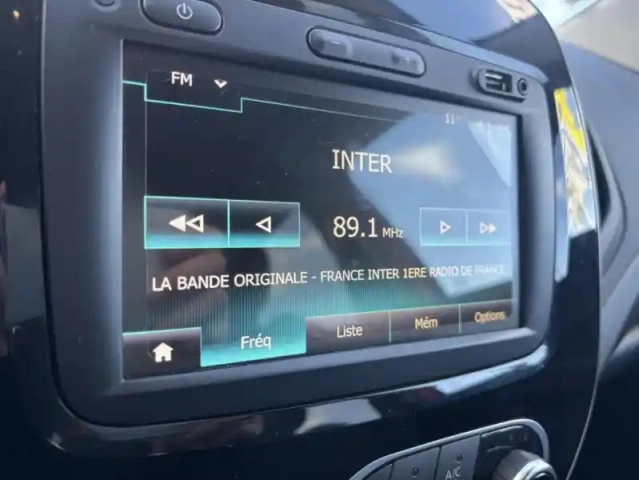 FM
INTER
89.1 MHz
LA BANDE ORIGINALE - FRANCE INTER 1ERE RADIO DE FRANCE
Fréq
Liste
Mém
Options
A/C